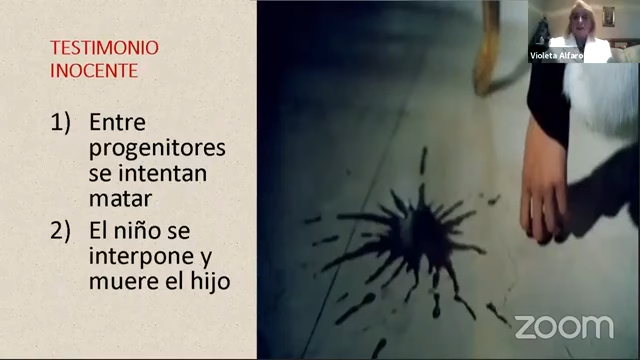 TESTIMONIO
INOCENTE
1) Entre
progenitores
se intentan
matar
2) El niño se
interpone y
muere el hijo
Violeta Alfaro
zoom